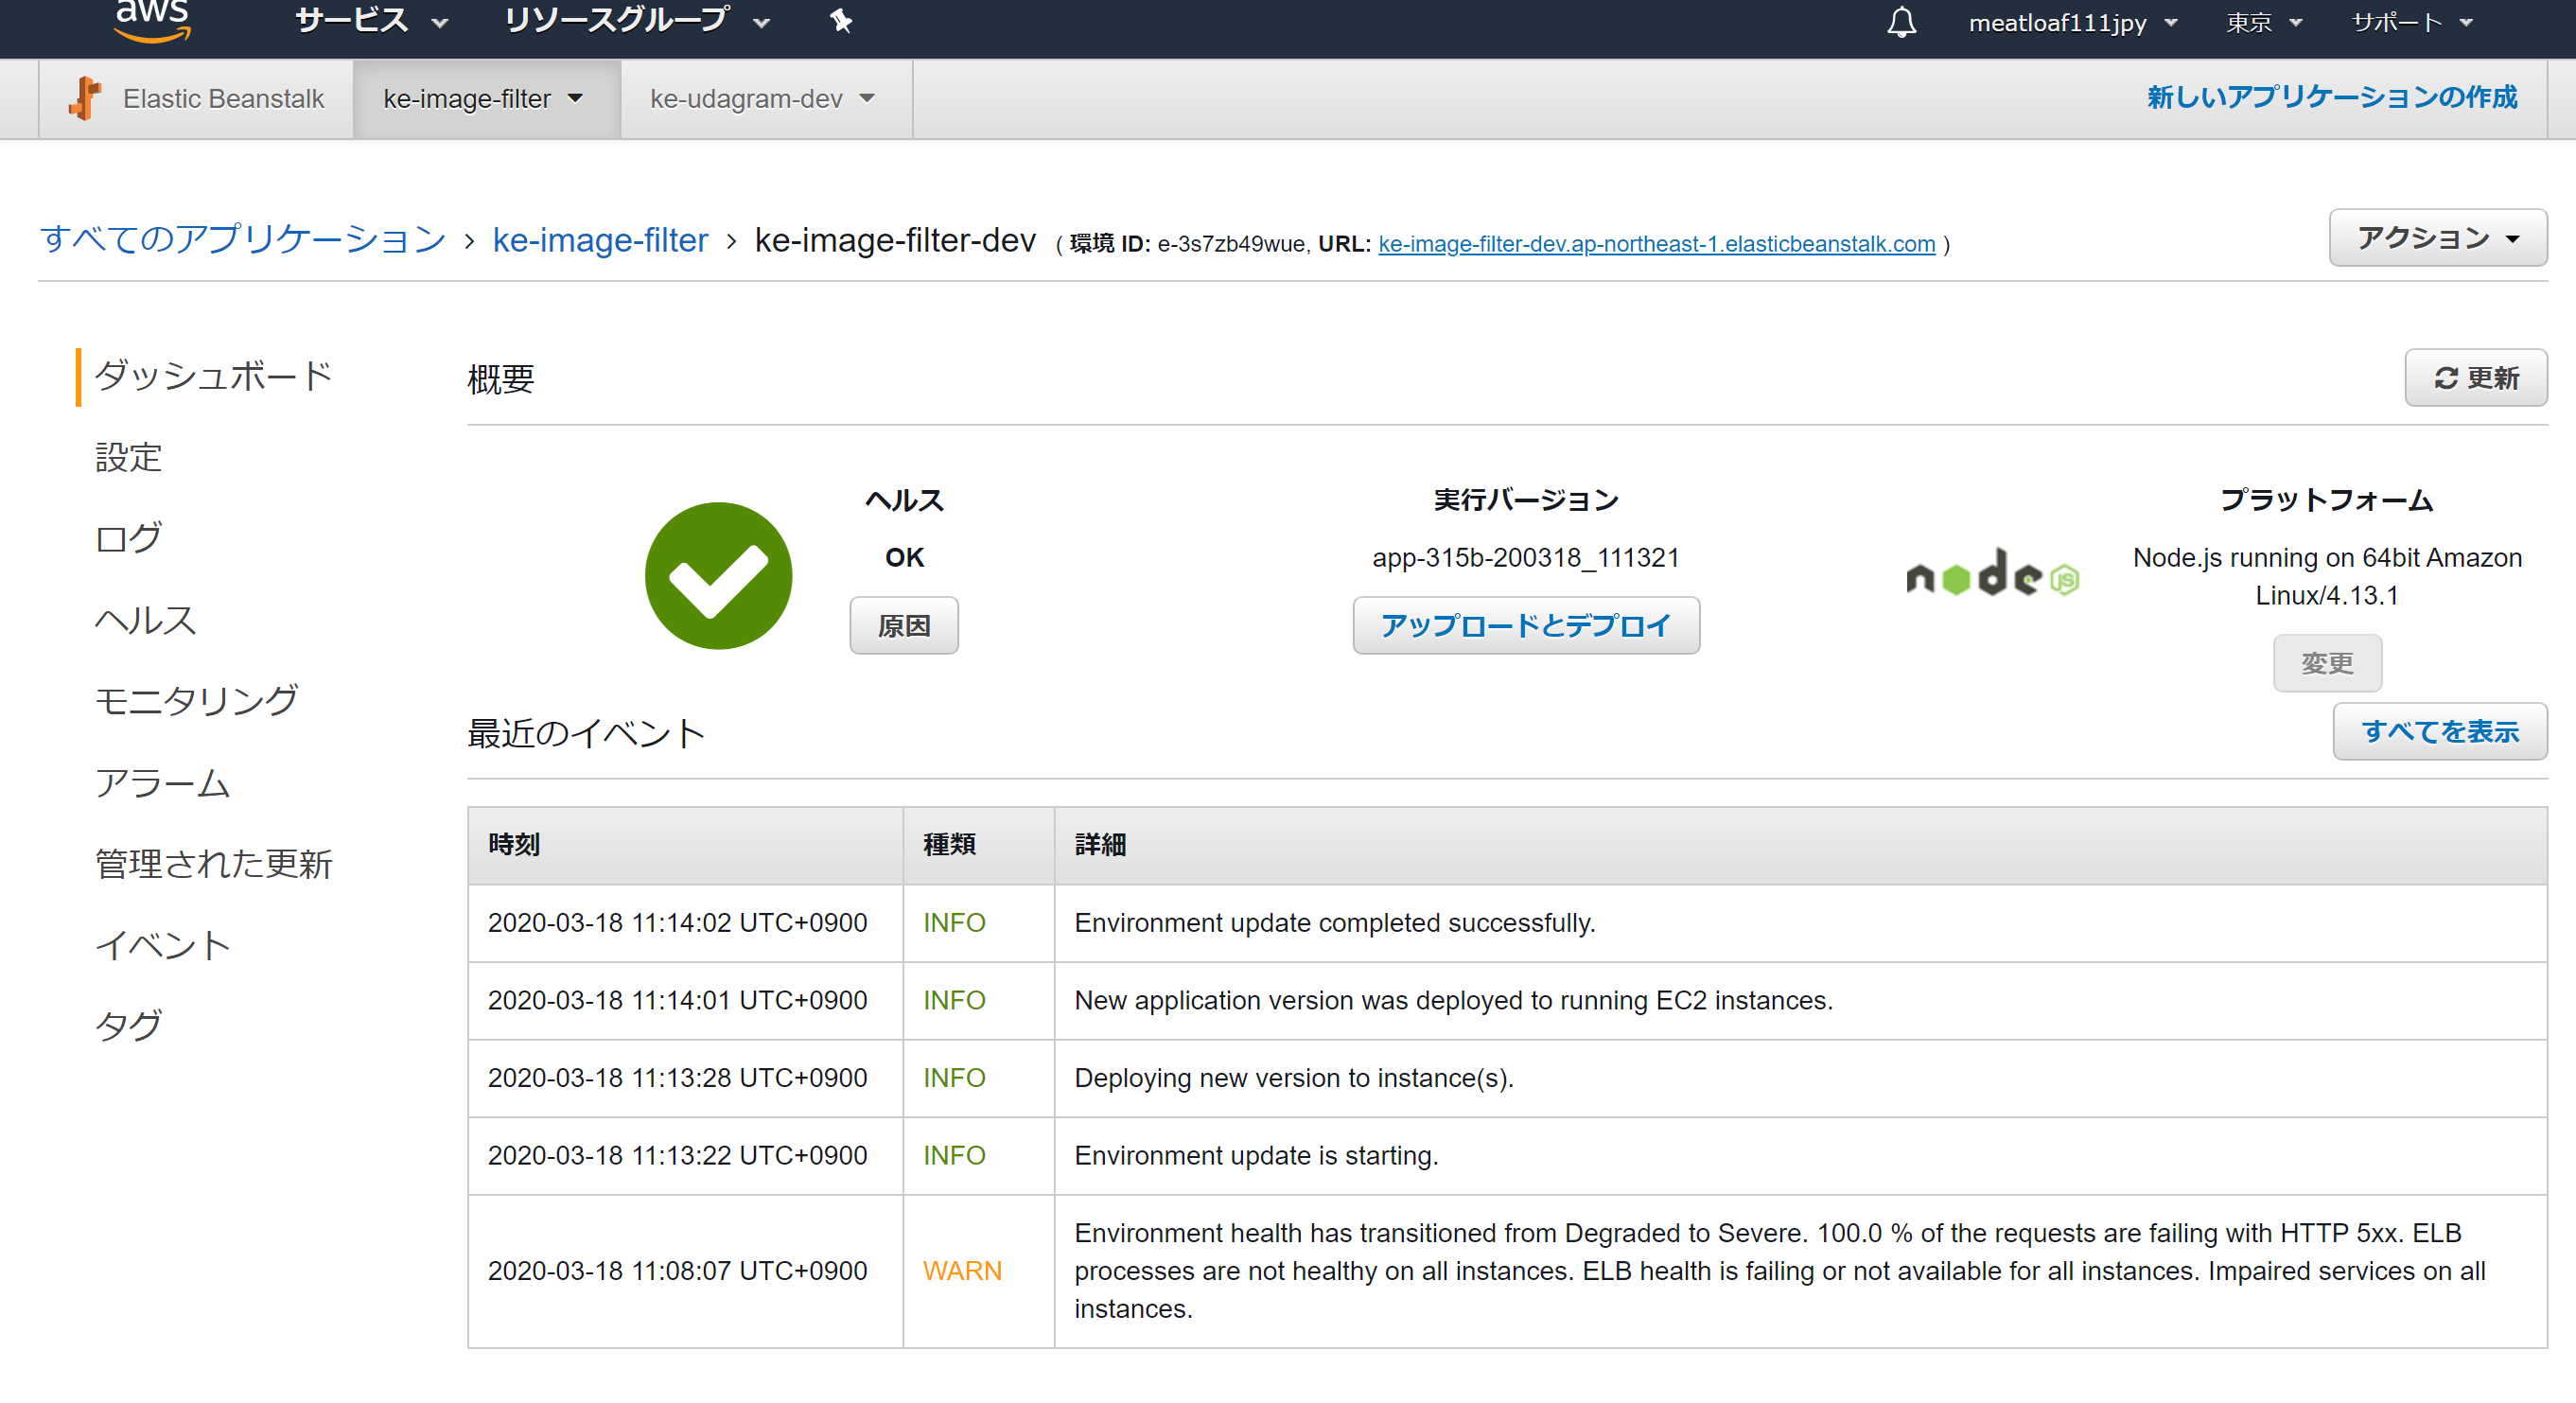 aws サービス リソースグループ meatloaf111jpy 東京 サポート
Elastic Beanstalk ke-image-filter ke-udagram-dev 新しいアプリケーションの作成
すべてのアプリケーション › ke-image-filter › ke-image-filter-dev ( 環境 ID: e-3s7zb49wue, URL: ke-image-filter-dev.ap-northeast-1.elasticbeanstalk.com ) アクション
ダッシュボード
設定
ログ
ヘルス
モニタリング
アラーム
管理された更新
イベント
タグ
概要 更新
ヘルス
OK
原因
実行バージョン
app-315b-200318_111321
アップロードとデプロイ
node JS
プラットフォーム
Node.js running on 64bit Amazon
Linux/4.13.1
変更
最近のイベント すべてを表示
時刻 種類 詳細
2020-03-18 11:14:02 UTC+0900 INFO Environment update completed successfully.
2020-03-18 11:14:01 UTC+0900 INFO New application version was deployed to running EC2 instances.
2020-03-18 11:13:28 UTC+0900 INFO Deploying new version to instance(s).
2020-03-18 11:13:22 UTC+0900 INFO Environment update is starting.
2020-03-18 11:08:07 UTC+0900 WARN Environment health has transitioned from Degraded to Severe. 100.0 % of the requests are failing with HTTP 5xx. ELB
processes are not healthy on all instances. ELB health is failing or not available for all instances. Impaired services on all
instances.